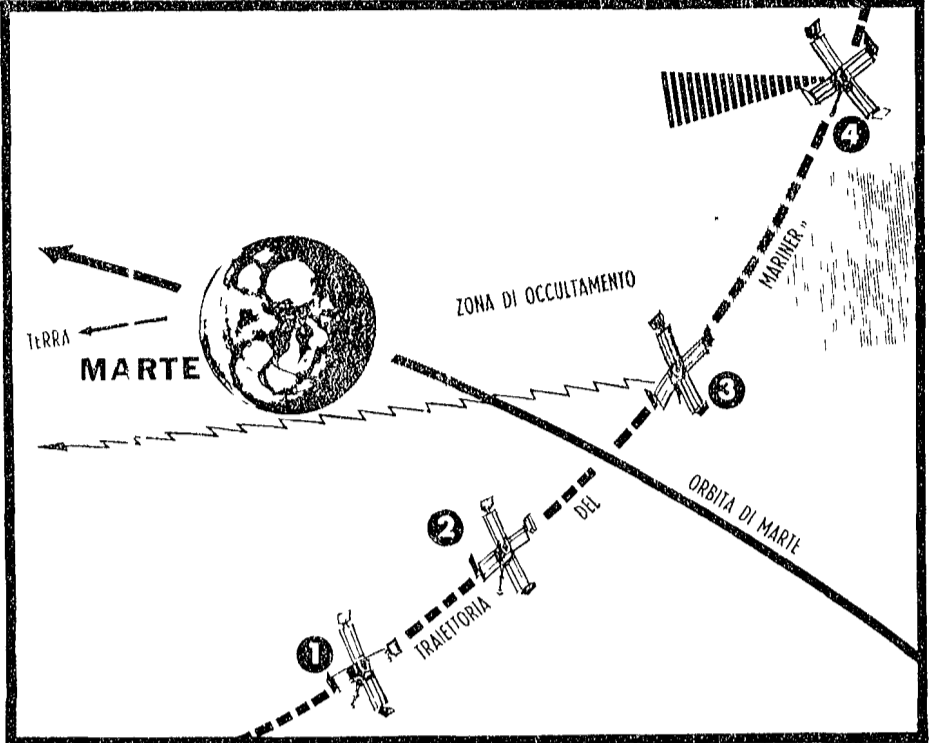 4
MARINER"
ZONA DI OCCULTAMENTO
TERRA
MARTE
3
ORBITA DI MARTE
DEL
2
TRAIETTORIA
1